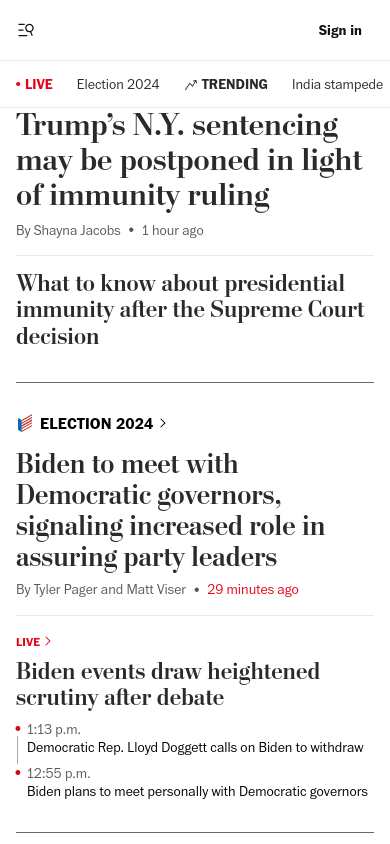 Sign in
• LIVE Election 2024 TRENDING India stampede
Trump’s N.Y. sentencing
may be postponed in light
of immunity ruling
By Shayna Jacobs • 1 hour ago
What to know about presidential
immunity after the Supreme Court
decision
ELECTION 2024
Biden to meet with
Democratic governors,
signaling increased role in
assuring party leaders
By Tyler Pager and Matt Viser • 29 minutes ago
LIVE
Biden events draw heightened
scrutiny after debate
1:13 p.m.
Democratic Rep. Lloyd Doggett calls on Biden to withdraw
12:55 p.m.
Biden plans to meet personally with Democratic governors